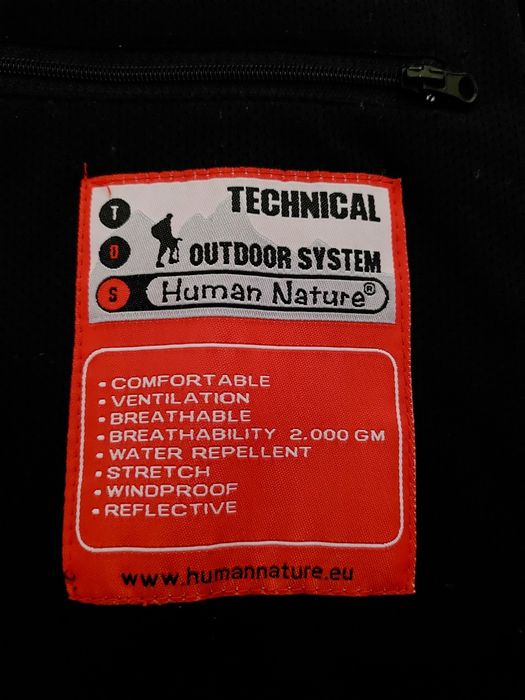 T TECHNICAL
O OUTDOOR SYSTEM
S Human Nature®
• COMFORTABLE
• VENTILATION
• BREATHABLE
• BREATHABILITY 2.000 GM
• WATER REPELLENT
• STRETCH
• WINDPROOF
• REFLECTIVE
www.humannature.eu